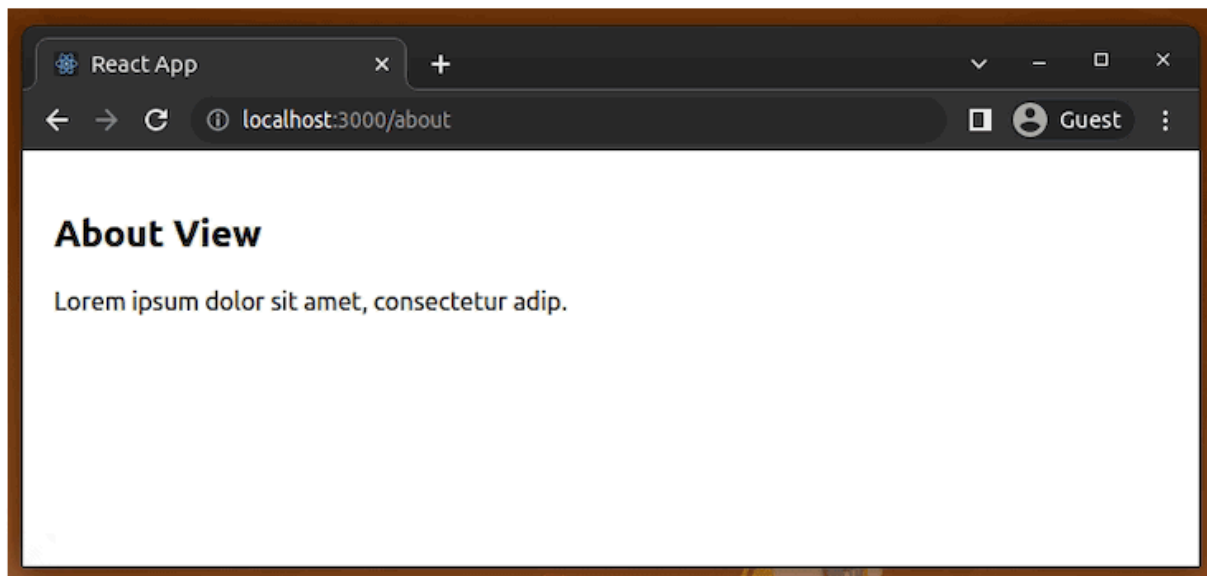 React App
localhost:3000/about
Guest
About View
Lorem ipsum dolor sit amet, consectetur adip.